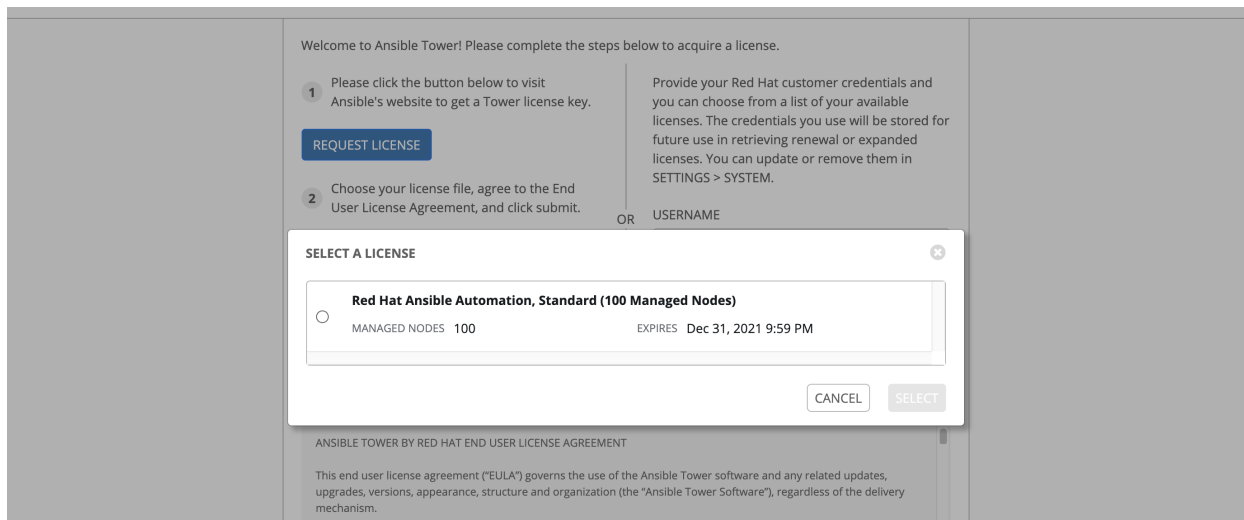 Welcome to Ansible Tower! Please complete the steps below to acquire a license.
1
Please click the button below to visit
Ansible's website to get a Tower license key.
REQUEST LICENSE
2
Choose your license file, agree to the End
User License Agreement, and click submit.
OR
Provide your Red Hat customer credentials and
you can choose from a list of your available
licenses. The credentials you use will be stored for
future use in retrieving renewal or expanded
licenses. You can update or remove them in
SETTINGS > SYSTEM.
USERNAME
SELECT A LICENSE
Red Hat Ansible Automation, Standard (100 Managed Nodes)
MANAGED NODES 100 EXPIRES Dec 31, 2021 9:59 PM
CANCEL SELECT
ANSIBLE TOWER BY RED HAT END USER LICENSE AGREEMENT
This end user license agreement (“EULA”) governs the use of the Ansible Tower software and any related updates,
upgrades, versions, appearance, structure and organization (the “Ansible Tower Software”), regardless of the delivery
mechanism.